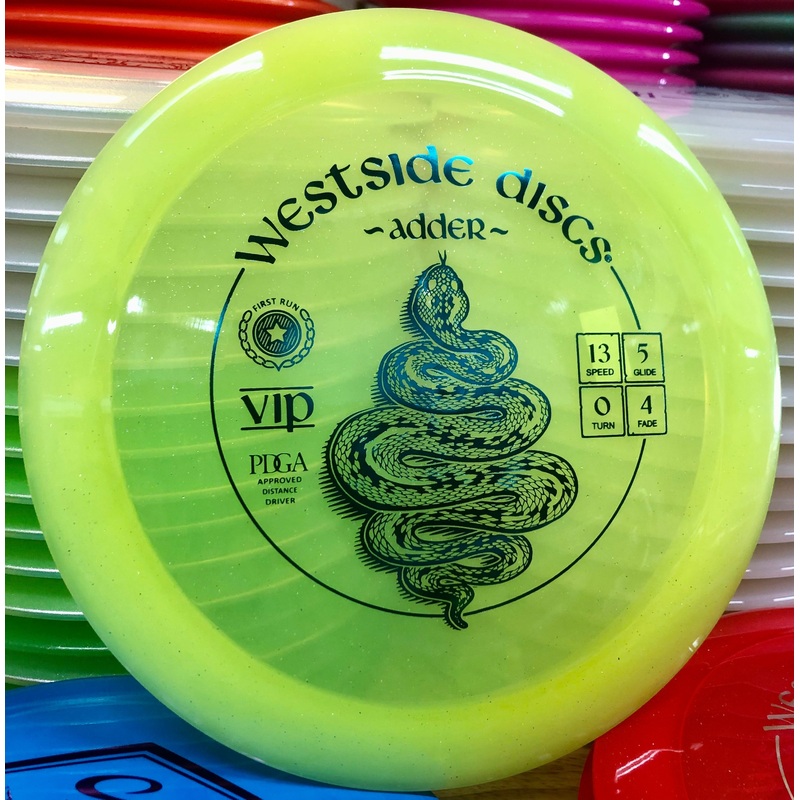 Westside Discs
~Adder~
FIRST RUN
VIP
PDGA
APPROVED
DISTANCE
DRIVER
13
SPEED
5
GLIDE
0
TURN
4
FADE